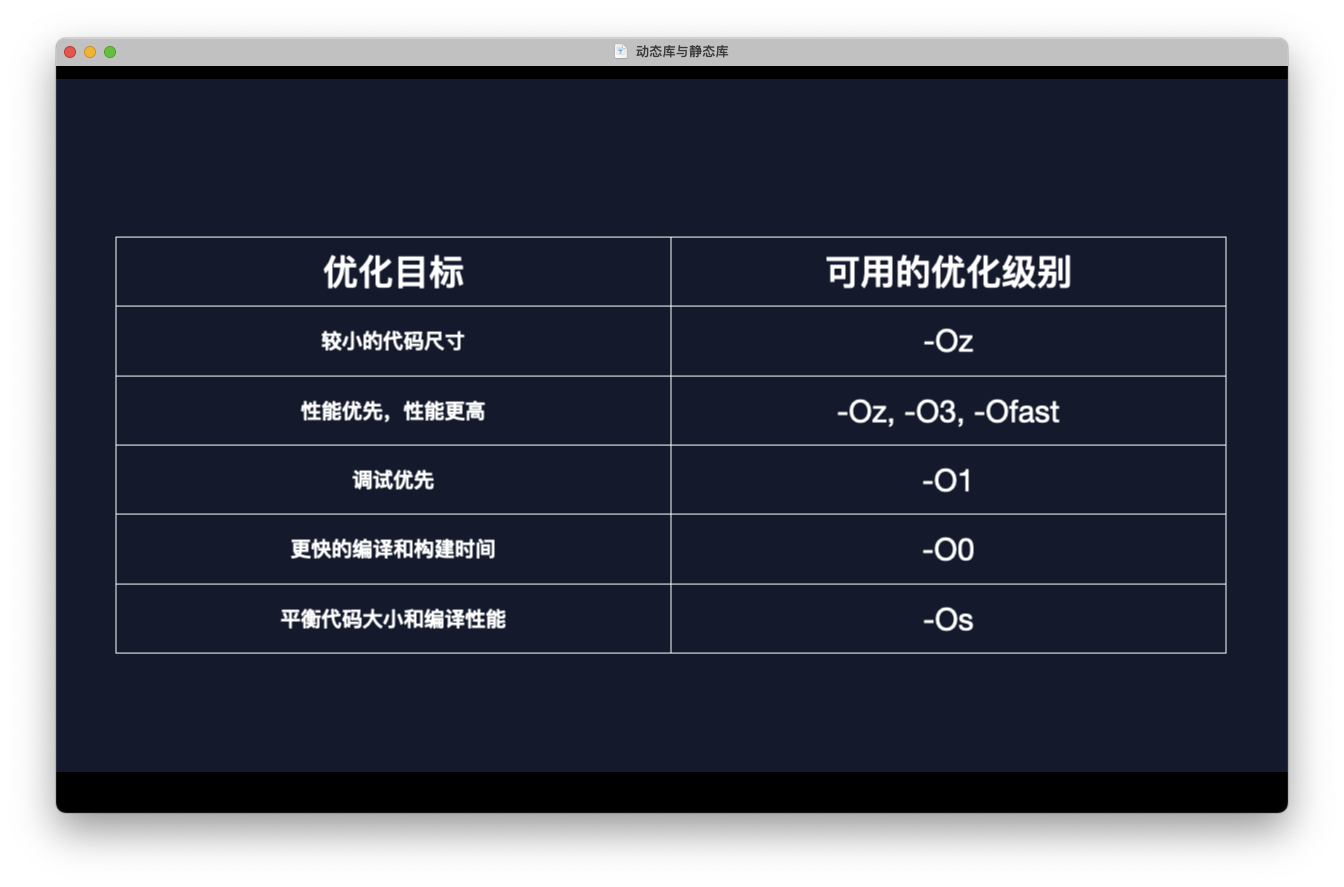 动态库与静态库
优化目标 可用的优化级别
较小的代码尺寸 -Oz
性能优先，性能更高 -Oz, -O3, -Ofast
调试优先 -O1
更快的编译和构建时间 -O0
平衡代码大小和编译性能 -Os